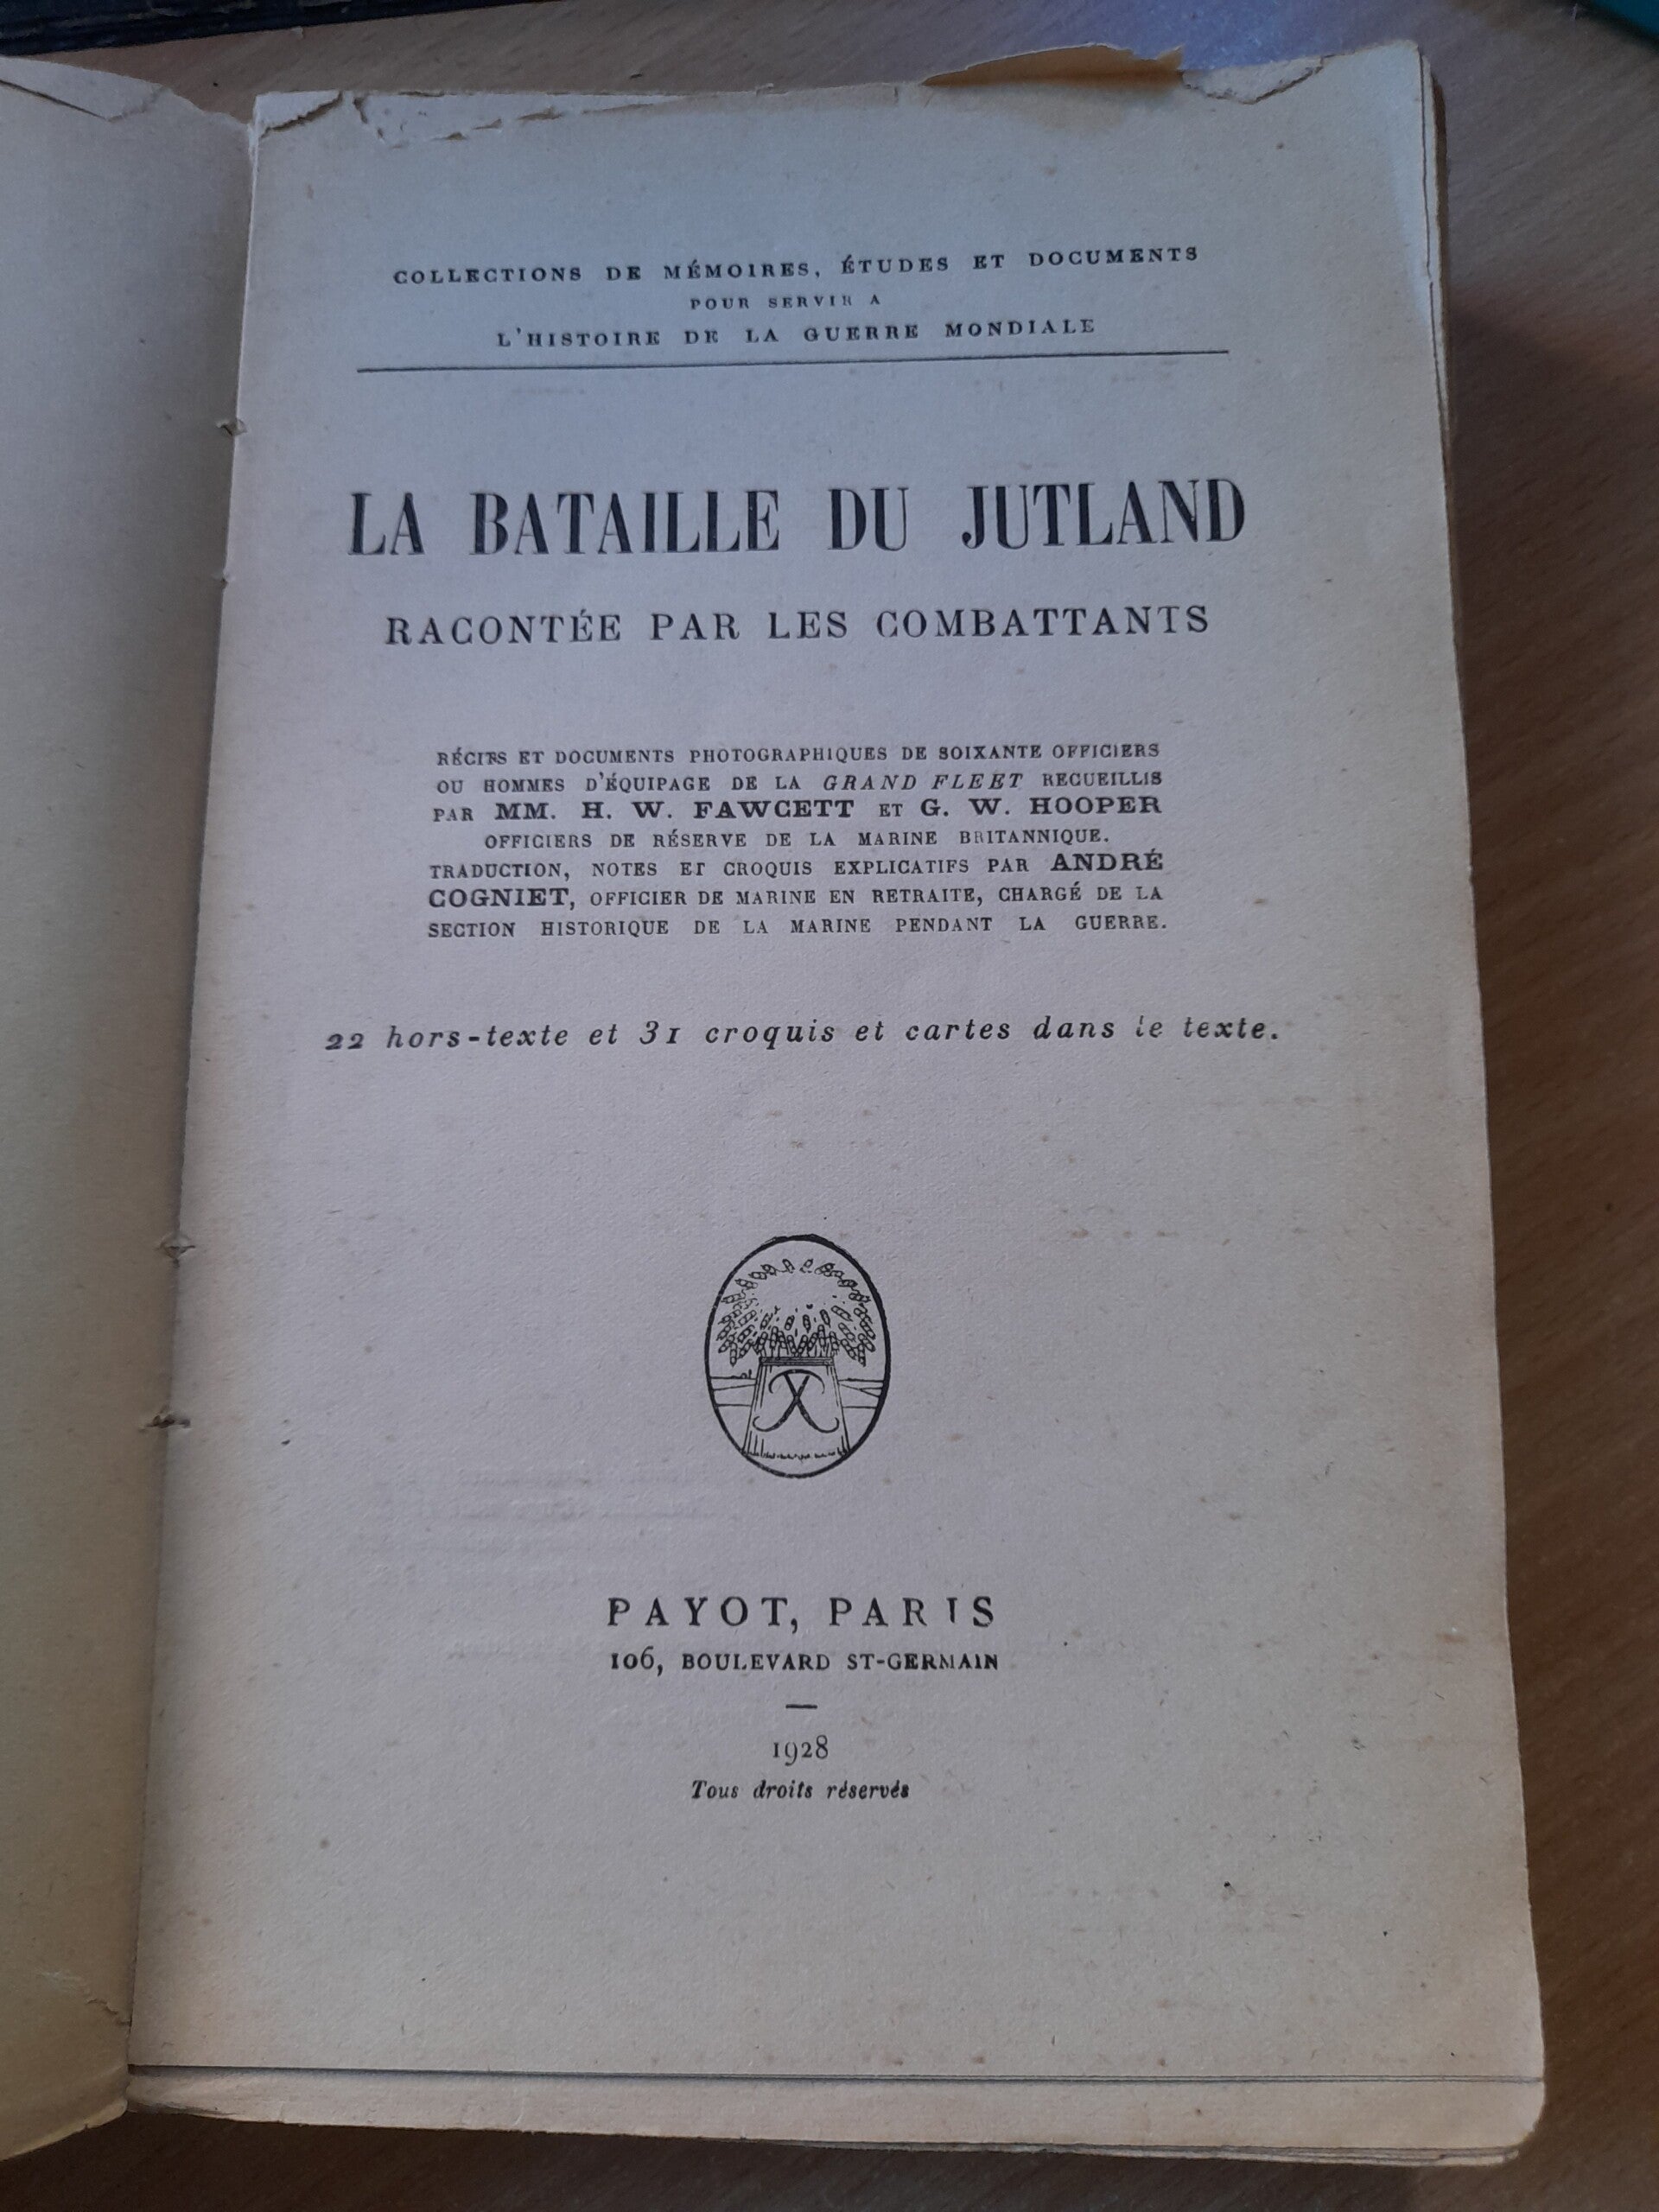 COLLECTIONS DE MÉMOIRES, ÉTUDES ET DOCUMENTS
POUR SERVIR A
L'HISTOIRE DE LA GUERRE MONDIALE
LA BATAILLE DU JUTLAND
RACONTÉE PAR LES COMBATTANTS
RÉCITS ET DOCUMENTS PHOTOGRAPHIQUES DE SOIXANTE OFFICIERS
OU HOMMES D'ÉQUIPAGE DE LA GRAND FLEET RECUEILLIS
PAR MM. H. W. FAWCETT ET G. W. HOOPER
OFFICIERS DE RÉSERVE DE LA MARINE BRITANNIQUE.
TRADUCTION, NOTES ET CROQUIS EXPLICATIFS PAR ANDRÉ
COGNIET, OFFICIER DE MARINE EN RETRAITE, CHARGÉ DE LA
SECTION HISTORIQUE DE LA MARINE PENDANT LA GUERRE.
22 hors-texte et 31 croquis et cartes dans le texte.
PAYOT, PARIS
106, BOULEVARD ST-GERMAIN
1928
Tous droits réservés